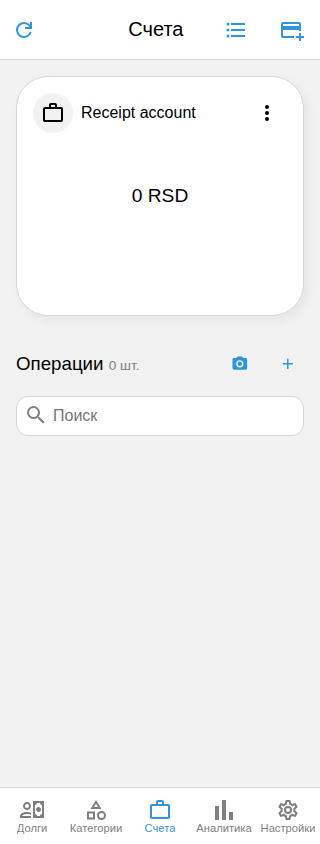 Счета
Receipt account
0 RSD
Операции 0 шт.
Поиск
Долги
Категории
Счета
Аналитика
Настройки